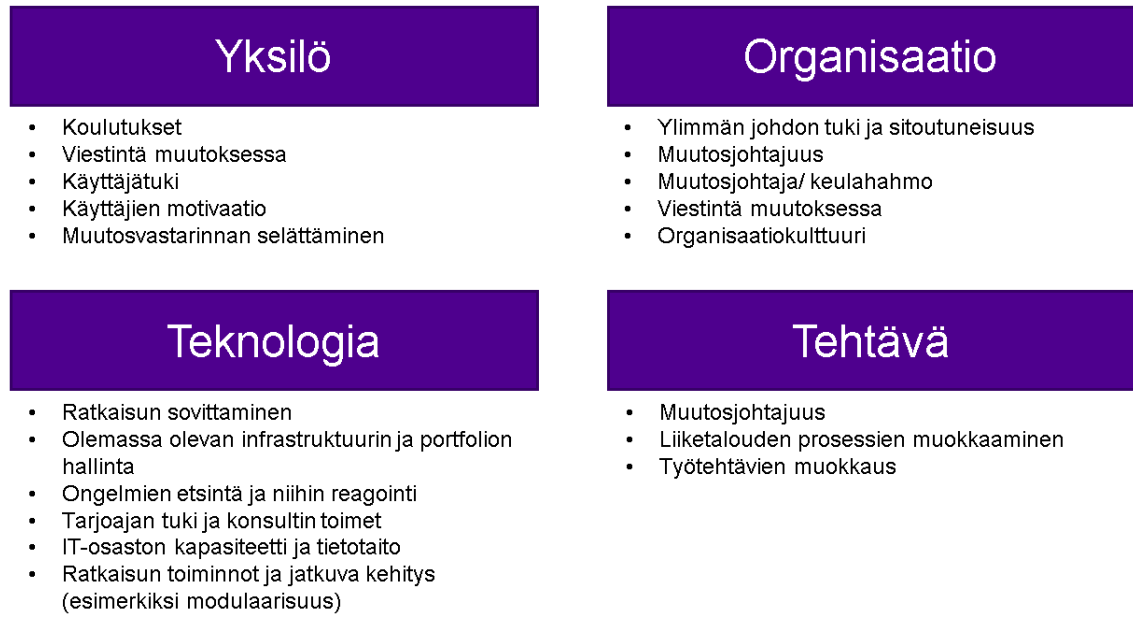 Yksilö
• Koulutukset
• Viestintä muutoksessa
• Käyttäjätuki
• Käyttäjien motivaatio
• Muutosvastarinnan selättäminen
Organisaatio
• Ylimmän johdon tuki ja sitoutuneisuus
• Muutosjohtajuus
• Muutosjohtaja/ keulahahmo
• Viestintä muutoksessa
• Organisaatiokulttuuri
Teknologia
• Ratkaisun sovittaminen
• Olemassa olevan infrastruktuurin ja portfolion
hallinta
• Ongelmien etsintä ja niihin reagointi
• Tarjoajan tuki ja konsultin toimet
• IT-osaston kapasiteetti ja tietotaito
• Ratkaisun toiminnot ja jatkuva kehitys
(esimerkiksi modulaarisuus)
Tehtävä
• Muutosjohtajuus
• Liiketalouden prosessien muokkaaminen
• Työtehtävien muokkaus